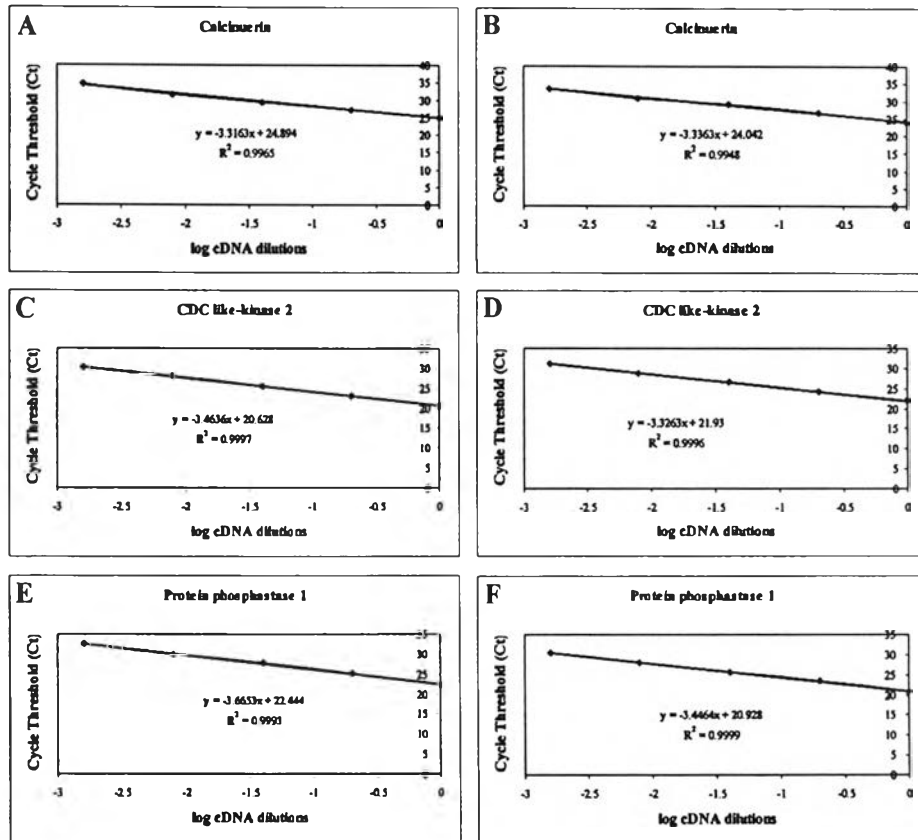 A
Calcinuerin
Cycle Threshold (Ct)
40
35
30
25
20
15
10
5
0
y = -3.3163x + 24.894
R2 = 0.9965
-3 -2.5 -2 -1.5 -1 -0.5 0
log cDNA dilutions
B
Calcinuerin
Cycle Threshold (Ct)
40
35
30
25
20
15
10
5
0
y = -3.3363x + 24.042
R2 = 0.9948
-3 -2.5 -2 -1.5 -1 -0.5 0
log cDNA dilutions
C
CDC like-kinase 2
Cycle Threshold (Ct)
35
30
25
20
15
10
5
0
y = -3.4636x + 20.628
R2 = 0.9997
-3 -2.5 -2 -1.5 -1 -0.5 0
log cDNA dilutions
D
CDC like-kinase 2
Cycle Threshold (Ct)
35
30
25
20
15
10
5
0
y = -3.3263x + 21.93
R2 = 0.9996
-3 -2.5 -2 -1.5 -1 -0.5 0
log cDNA dilutions
E
Protein phosphastase 1
Cycle Threshold (Ct)
35
30
25
20
15
10
5
0
y = -3.6653x + 22.444
R2 = 0.9993
-3 -2.5 -2 -1.5 -1 -0.5 0
log cDNA dilutions
F
Protein phosphastase 1
Cycle Threshold (Ct)
35
30
25
20
15
10
5
0
y = -3.4464x + 20.928
R2 = 0.9999
-3 -2.5 -2 -1.5 -1 -0.5 0
log cDNA dilutions